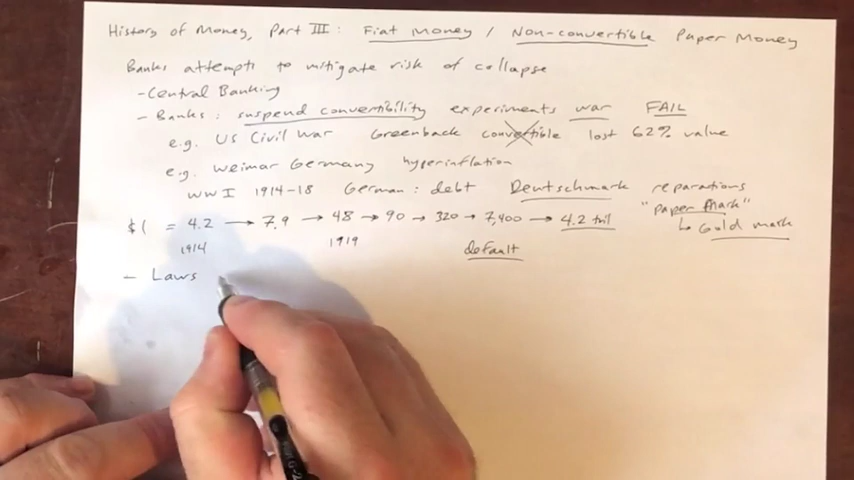 History of Money, Part III: Fiat Money / Non-convertible Paper Money
Banks attempts to mitigate risk of collapse
- Central Banking
- Banks: suspend convertibility experiments war FAIL
e.g. US Civil War Greenback convertible lost 62% value
e.g. Weimar Germany hyperinflation
WWI 1914-18 German: debt Deutschmark reparations
"paper Mark"
$1 = 4.2 → 7.9 → 48 → 90 → 320 → 7,400 → 4.2 tril
↳ Gold mark
1914 1919 default
- Laws
G-2